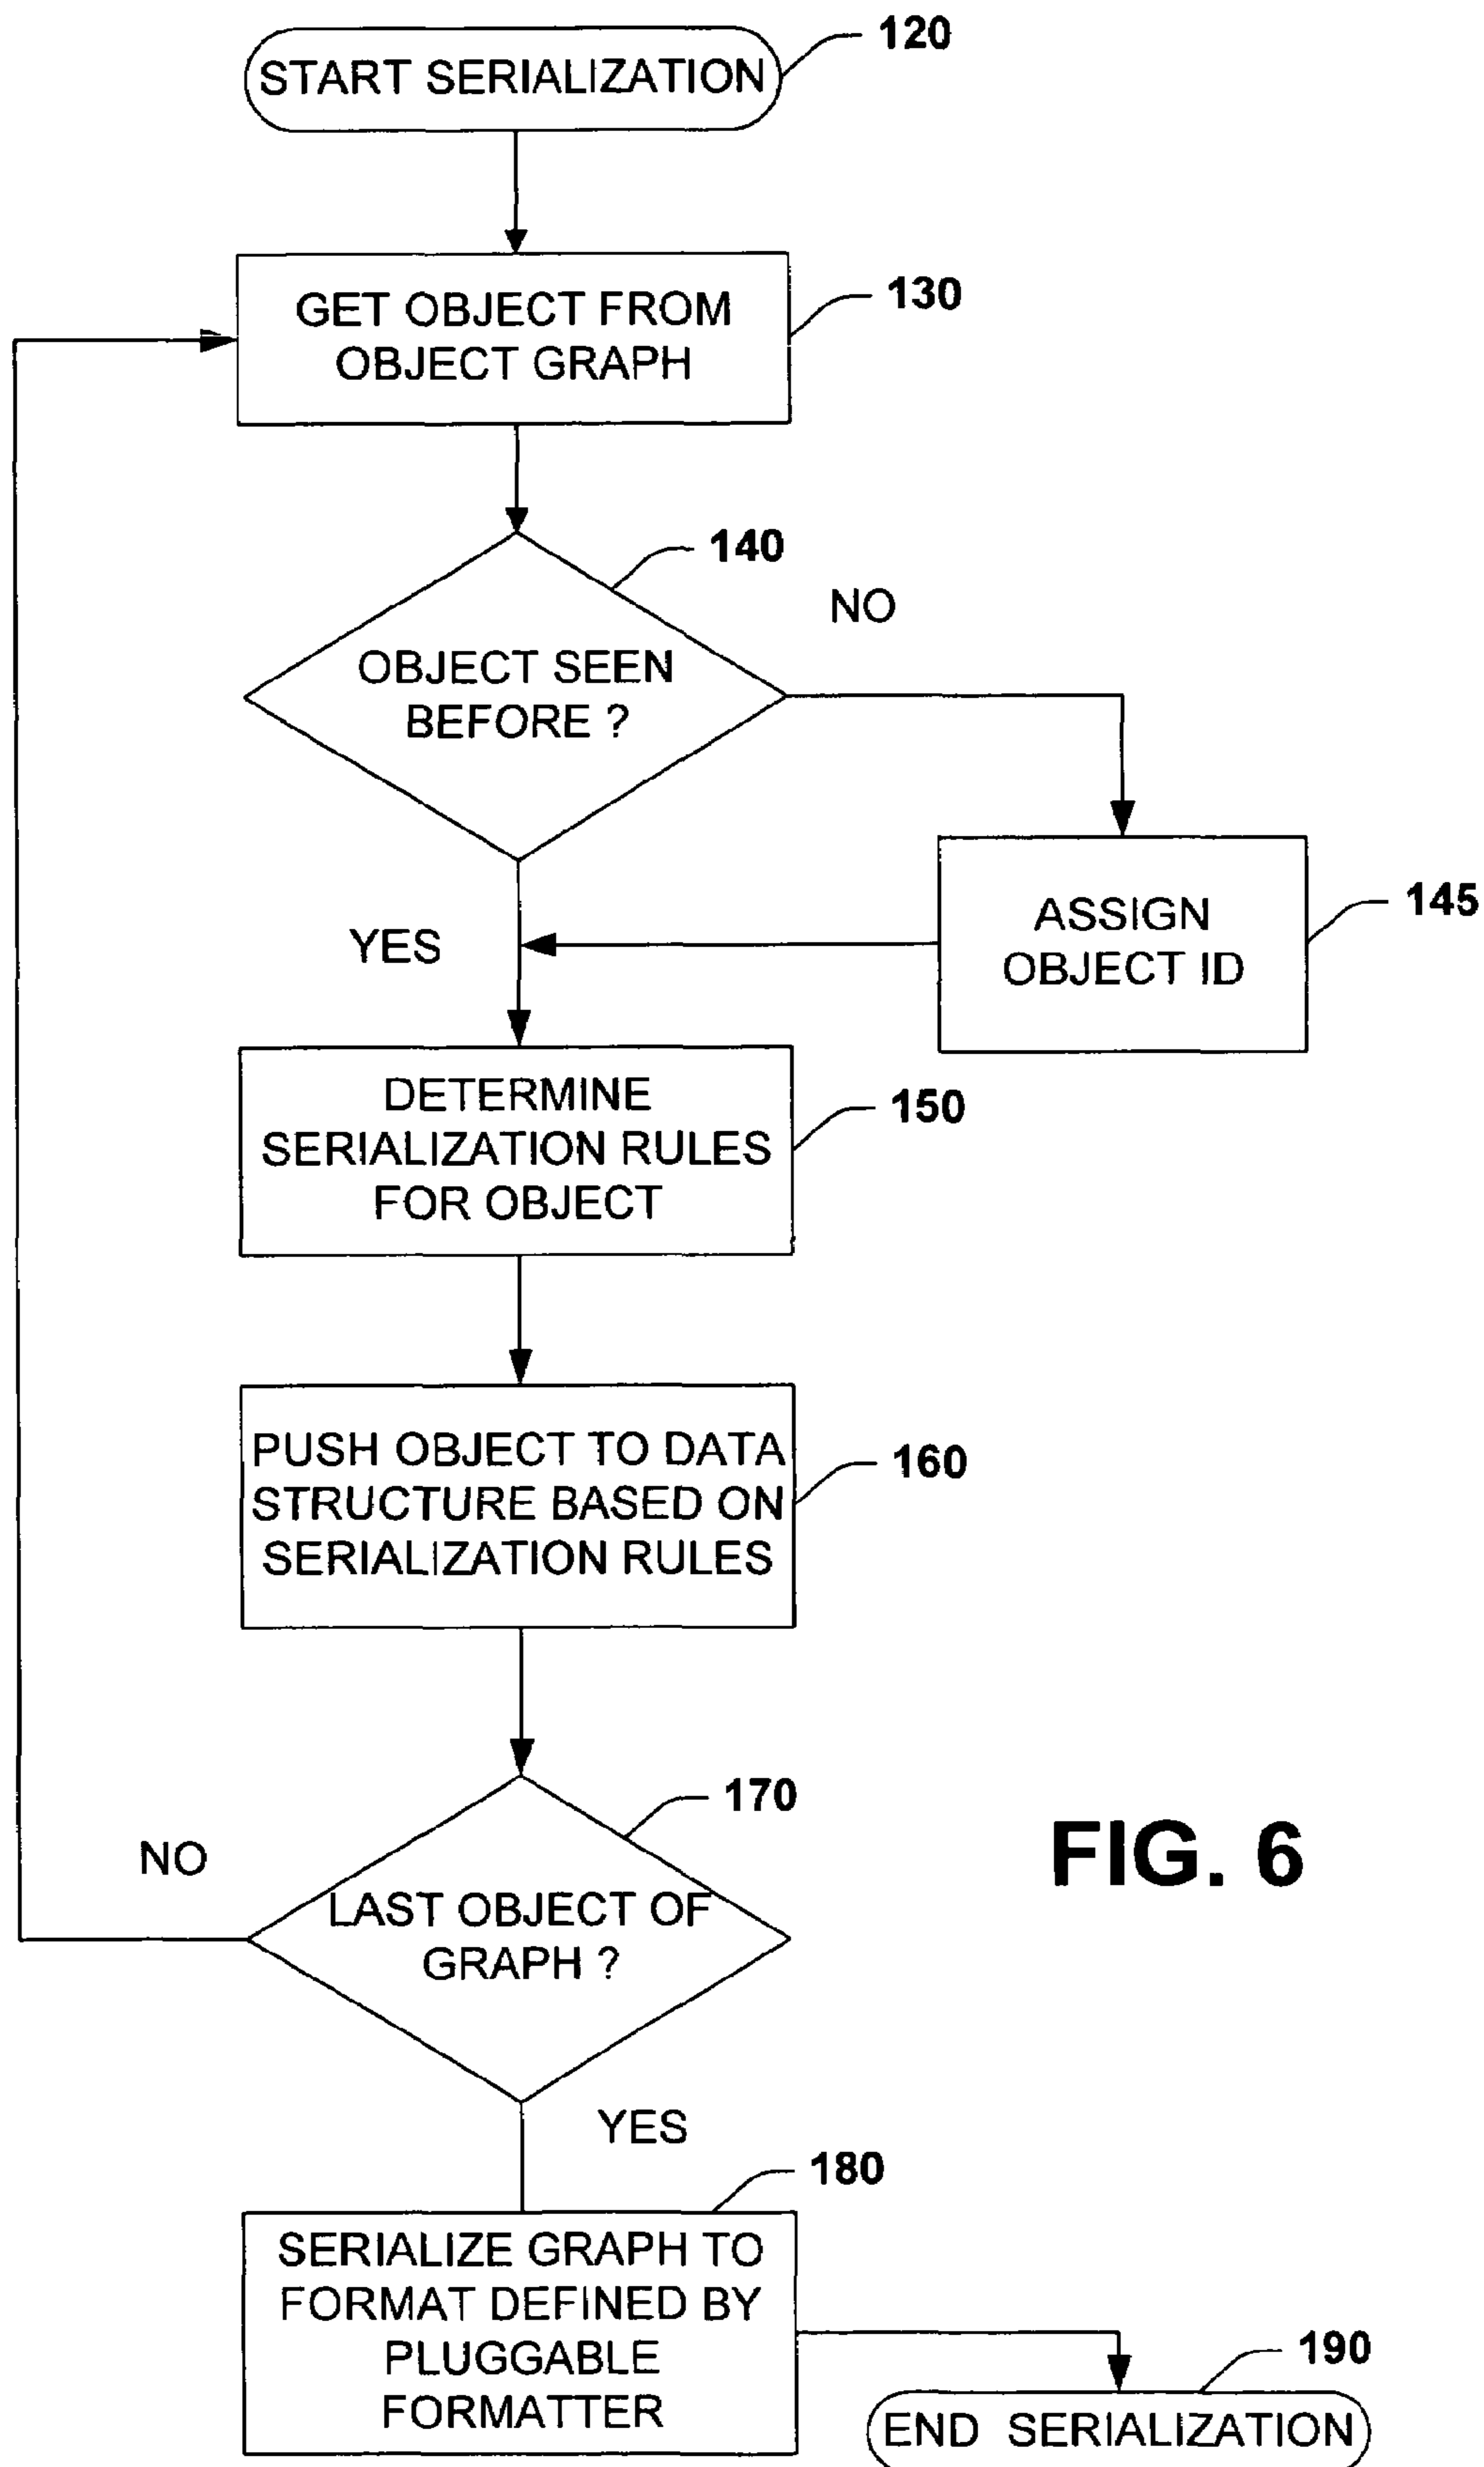 120
START SERIALIZATION
130
GET OBJECT FROM
OBJECT GRAPH
140
NO
OBJECT SEEN
BEFORE ?
145
ASSIGN
OBJECT ID
YES
150
DETERMINE
SERIALIZATION RULES
FOR OBJECT
160
PUSH OBJECT TO DATA
STRUCTURE BASED ON
SERIALIZATION RULES
170
NO
LAST OBJECT OF
GRAPH ?
FIG. 6
YES
180
SERIALIZE GRAPH TO
FORMAT DEFINED BY
PLUGGABLE
FORMATTER
190
END SERIALIZATION